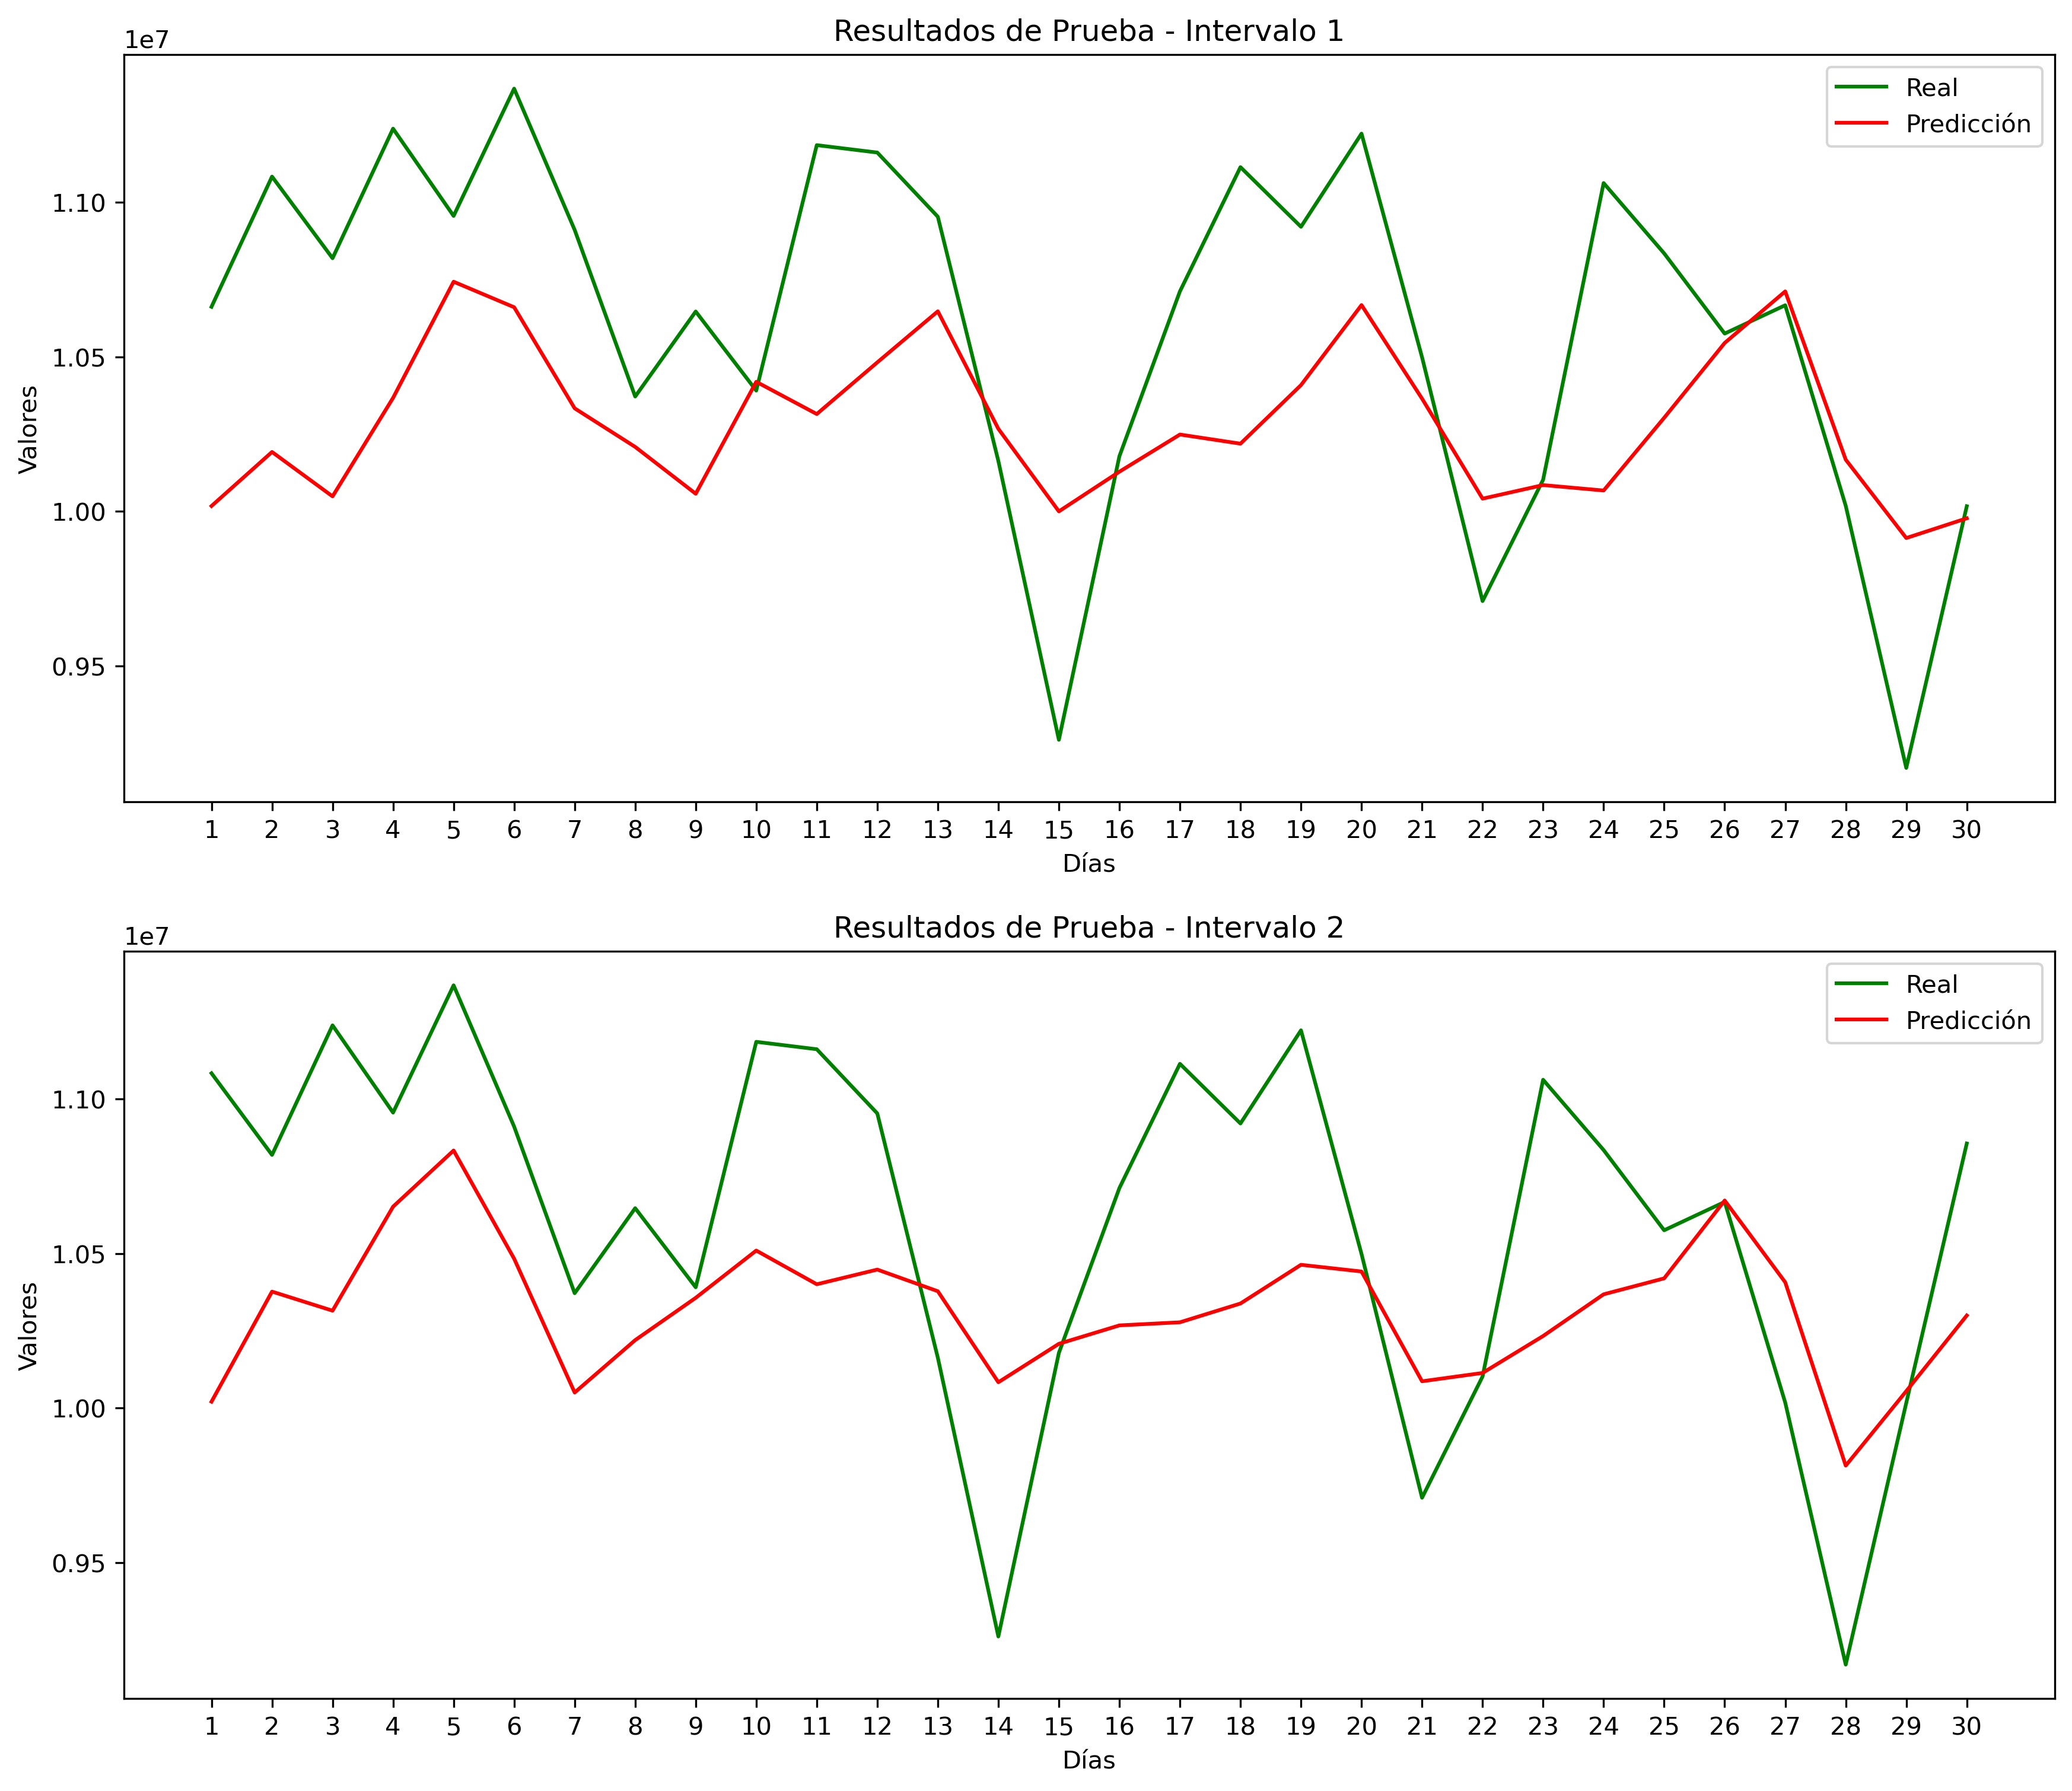 Resultados de Prueba - Intervalo 1
1e7
Real
Predicción
1.10
1.05
1.00
0.95
Valores
1 2 3 4 5 6 7 8 9 10 11 12 13 14 15 16 17 18 19 20 21 22 23 24 25 26 27 28 29 30
Días
Resultados de Prueba - Intervalo 2
1e7
Real
Predicción
1.10
1.05
1.00
0.95
Valores
1 2 3 4 5 6 7 8 9 10 11 12 13 14 15 16 17 18 19 20 21 22 23 24 25 26 27 28 29 30
Días